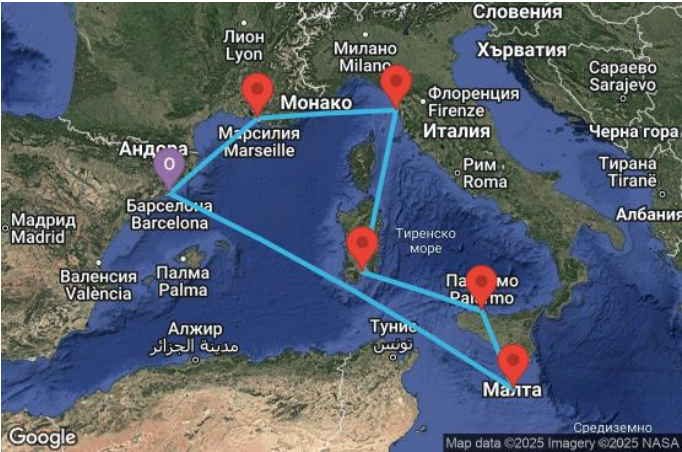 Словения
Лион
Lyon
Милано
Milano
Хърватия
Сараево
Sarajevo
Монако
Флоренция
Firenze
Италия
Марсилия
Marseille
Черна гора
Андора
Рим
Roma
Тирана
Tiranë
O
Барселона
Barcelona
Албания
Мадрид
Madrid
Тиренско
море
Валенсия
València
Палма
Palma
Палермо
Palermo
Алжир
مدينة الجزائر
Тунис
تونس
Малта
Средиземно
Google
Map data ©2025 Imagery ©2025 NASA